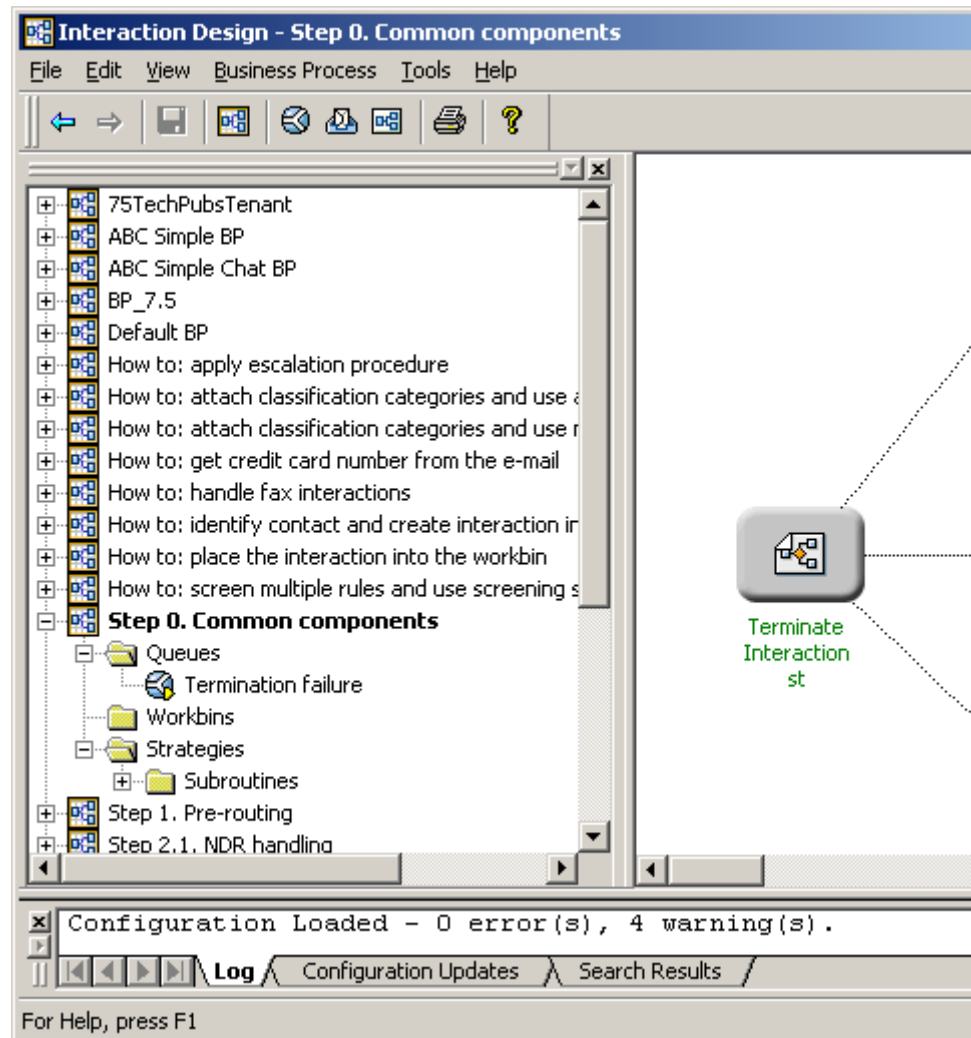 Interaction Design - Step 0. Common components
File Edit View Business Process Tools Help
75TechPubsTenant
ABC Simple BP
ABC Simple Chat BP
BP_7.5
Default BP
How to: apply escalation procedure
How to: attach classification categories and use
How to: attach classification categories and use
How to: get credit card number from the e-mail
How to: handle fax interactions
How to: identify contact and create interaction
How to: place the interaction into the workbin
How to: screen multiple rules and use screening
Step 0. Common components
Queues
Termination failure
Workbins
Strategies
Subroutines
Step 1. Pre-routing
Step 2.1. NDR handling
Terminate
Interaction
st
Configuration Loaded - 0 error(s), 4 warning(s).
Log Configuration Updates Search Results
For Help, press F1